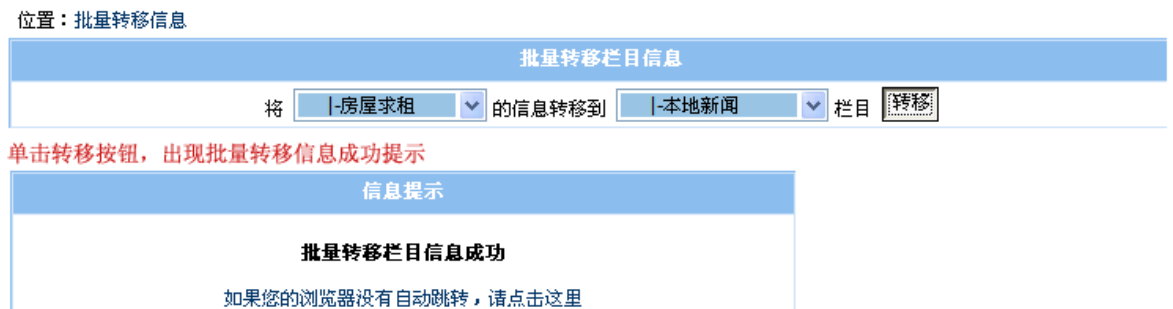 位置：批量转移信息
批量转移栏目信息
将 |-房屋求租 的信息转移到 |-本地新闻 栏目 转移
单击转移按钮，出现批量转移信息成功提示
信息提示
批量转移栏目信息成功
如果您的浏览器没有自动跳转，请点击这里